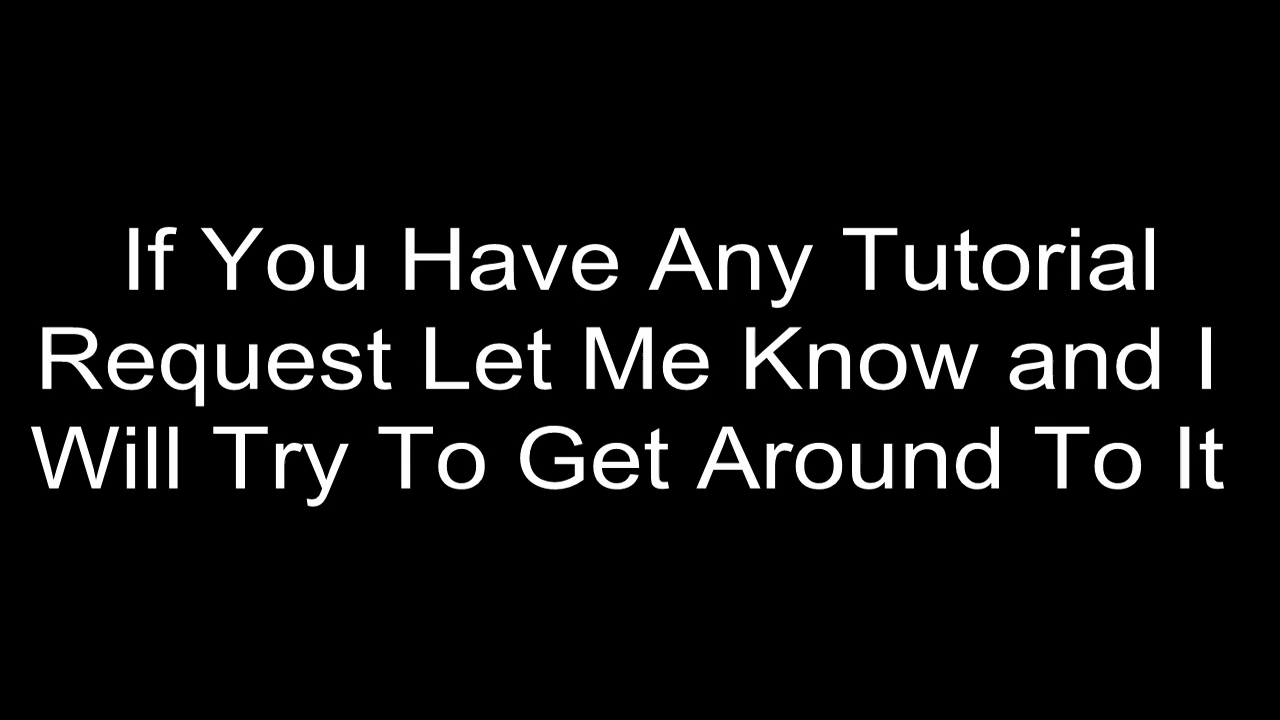 If You Have Any Tutorial
Request Let Me Know and I
Will Try To Get Around To It